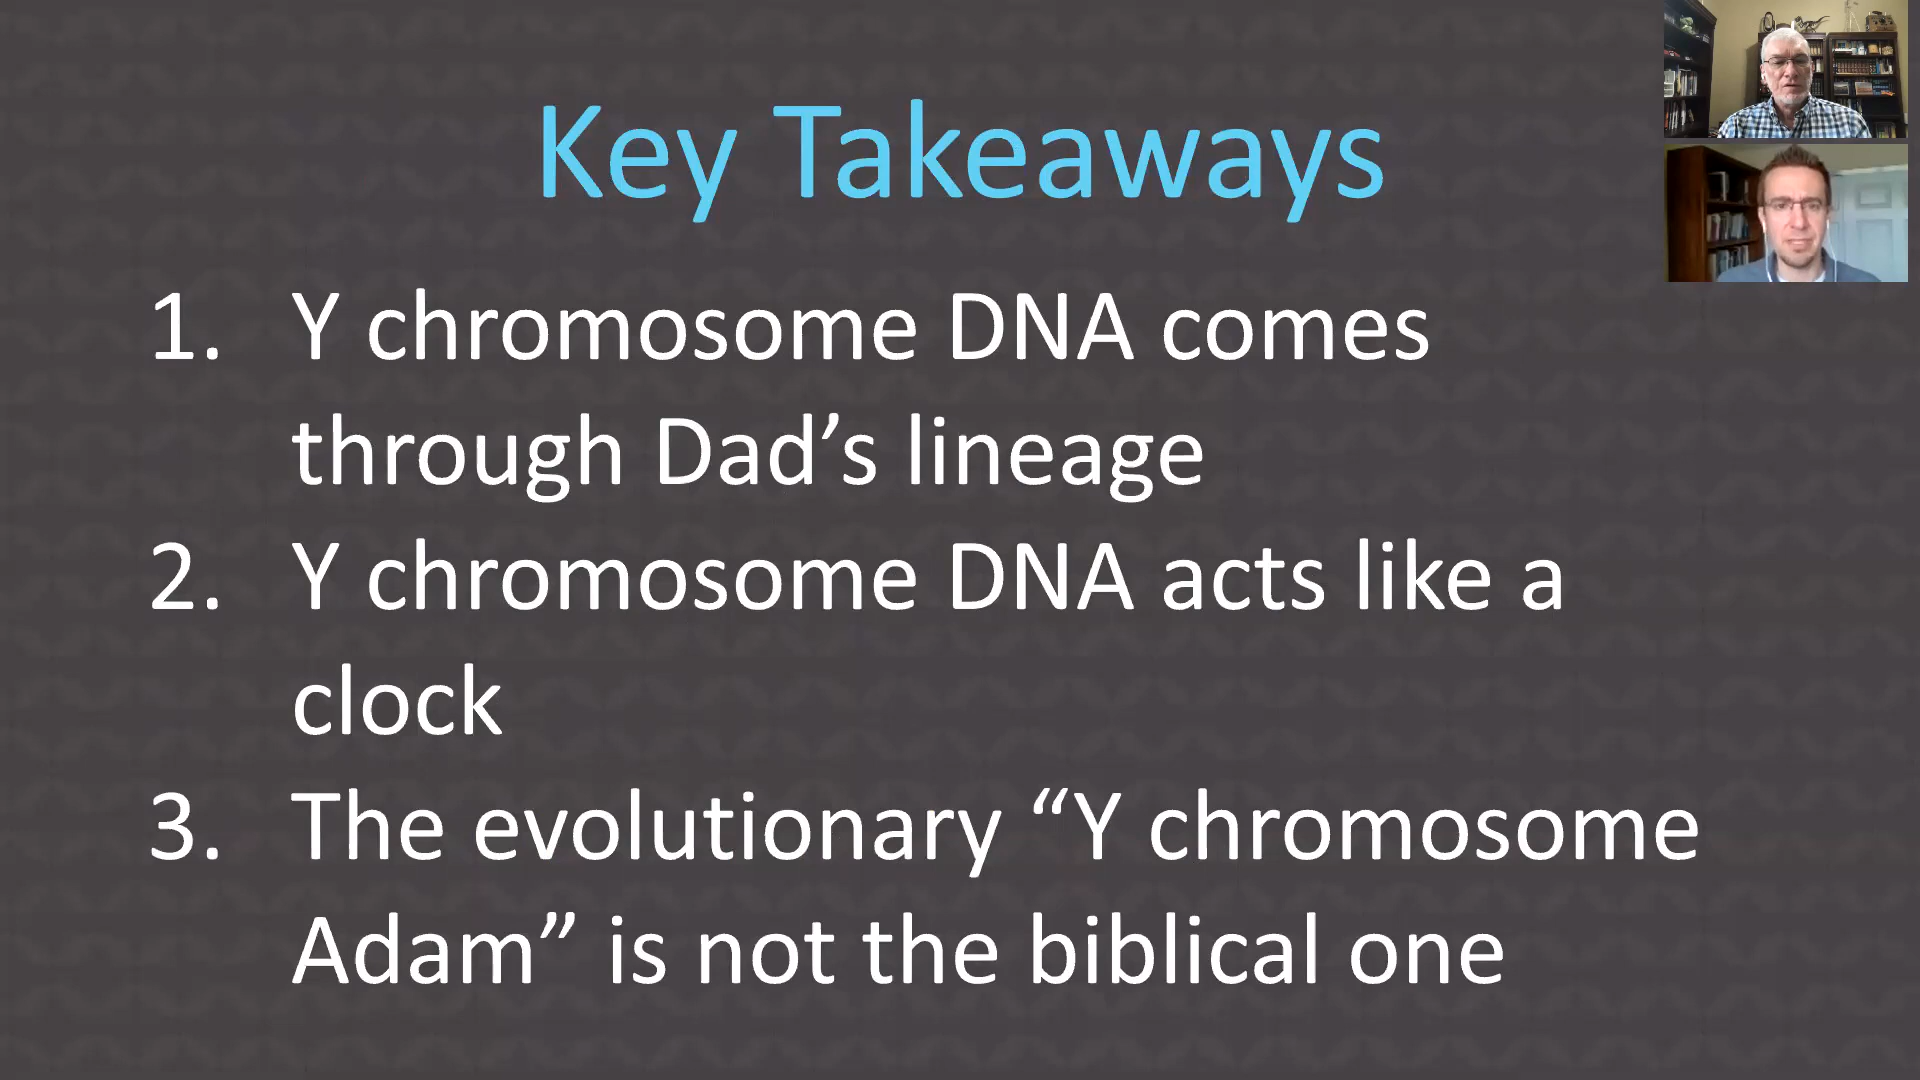 Key Takeaways
1. Y chromosome DNA comes
through Dad’s lineage
2. Y chromosome DNA acts like a
clock
3. The evolutionary “Y chromosome
Adam” is not the biblical one